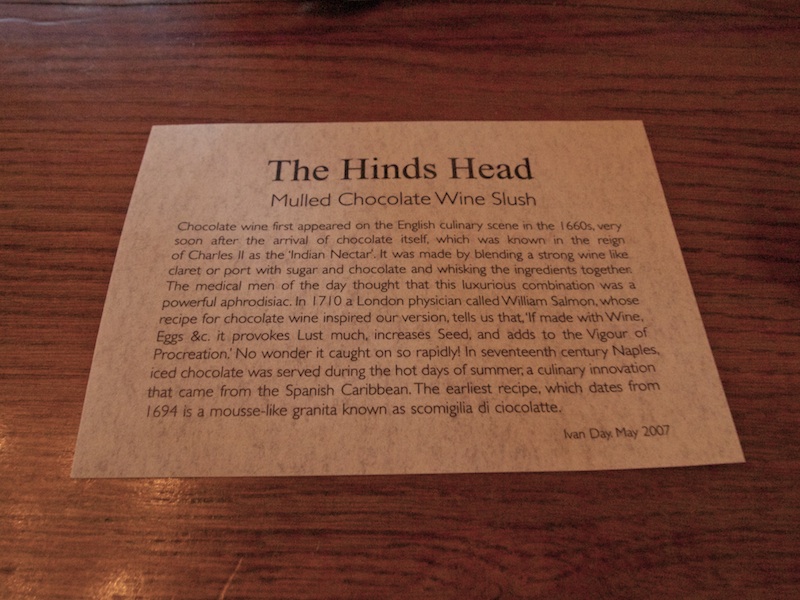 The Hinds Head
Mulled Chocolate Wine Slush
Chocolate wine first appeared on the English culinary scene in the 1660s, very
soon after the arrival of chocolate itself, which was known in the reign
of Charles II as the 'Indian Nectar'. It was made by blending a strong wine like
claret or port with sugar and chocolate and whisking the ingredients together.
The medical men of the day thought that this luxurious combination was a
powerful aphrodisiac. In 1710 a London physician called William Salmon, whose
recipe for chocolate wine inspired our version, tells us that, 'If made with Wine,
Eggs &c. it provokes Lust much, increases Seed, and adds to the Vigour of
Procreation.' No wonder it caught on so rapidly! In seventeenth century Naples,
iced chocolate was served during the hot days of summer, a culinary innovation
that came from the Spanish Caribbean. The earliest recipe, which dates from
1694 is a mousse-like granita known as scomigilia di ciocolatte.
Ivan Day, May 2007